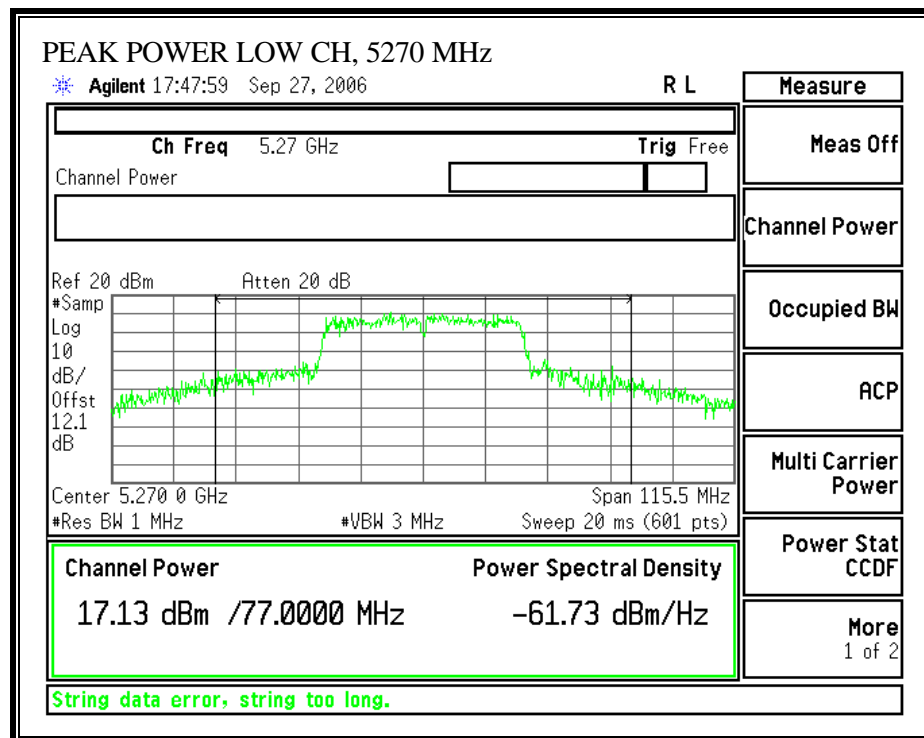 PEAK POWER LOW CH, 5270 MHz
Agilent 17:47:59 Sep 27, 2006 R L
Measure
Ch Freq 5.27 GHz Trig Free
Meas Off
Channel Power
Channel Power
Ref 20 dBm Atten 20 dB
#Samp
Log
10
dB/
Offst
12.1
dB
Occupied BW
ACP
Multi Carrier
Power
Center 5.270 0 GHz Span 115.5 MHz
#Res BW 1 MHz #VBW 3 MHz Sweep 20 ms (601 pts)
Power Stat
CCDF
Channel Power Power Spectral Density
17.13 dBm /77.0000 MHz -61.73 dBm/Hz
More
1 of 2
String data error, string too long.